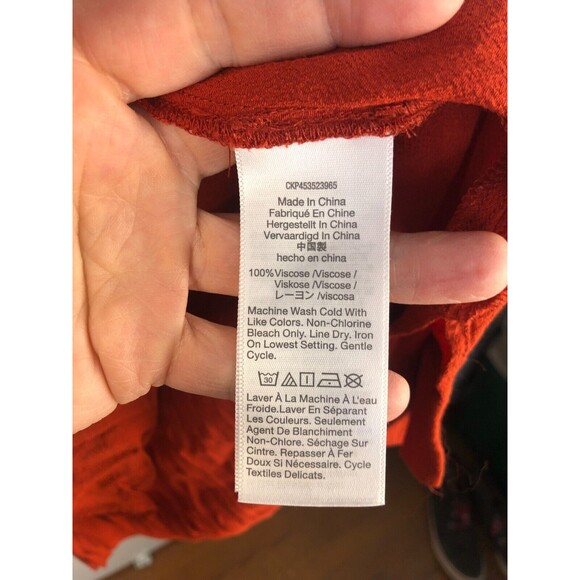 CKP453523965
Made In China
Fabriqué En Chine
Hergestellt In China
Vervaardigd In China
中国製
hecho en china
100%Viscose /Viscose /
Viskose /Viscose /
レーヨン /viscosa
Machine Wash Cold With
Like Colors. Non-Chlorine
Bleach Only. Line Dry. Iron
On Lowest Setting. Gentle
Cycle.
30
Laver À La Machine À L'eau
Froide.Laver En Séparant
Les Couleurs. Seulement
Agent De Blanchiment
Non-Chlore. Séchage Sur
Cintre. Repasser À Fer
Doux Si Nécessaire. Cycle
Textiles Delicats.